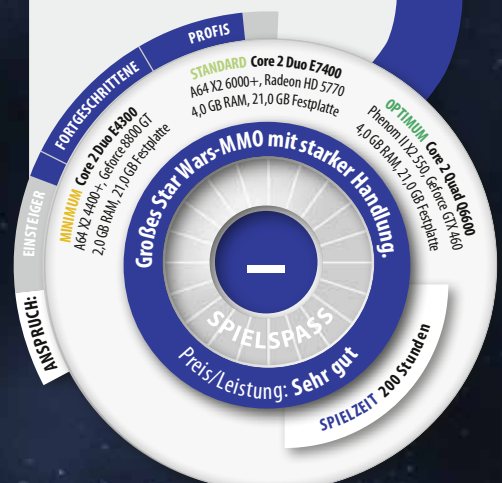 ANSPRUCH:
EINSTEIGER
FORTGESCHRITTENE
PROFIS
MINIMUM Core 2 Duo E4300
A64 X2 4400+, Geforce 8800 GT
2,0 GB RAM, 21,0 GB Festplatte
STANDARD Core 2 Duo E7400
A64 X2 6000+, Radeon HD 5770
4,0 GB RAM, 21,0 GB Festplatte
OPTIMUM Core 2 Quad Q6600
Phenom II X2 550, Geforce GTX 460
4,0 GB RAM, 21,0 GB Festplatte
Großes Star Wars-MMO mit starker Handlung.
–
SPIELSPASS
Preis/Leistung: Sehr gut
SPIELZEIT 200 Stunden